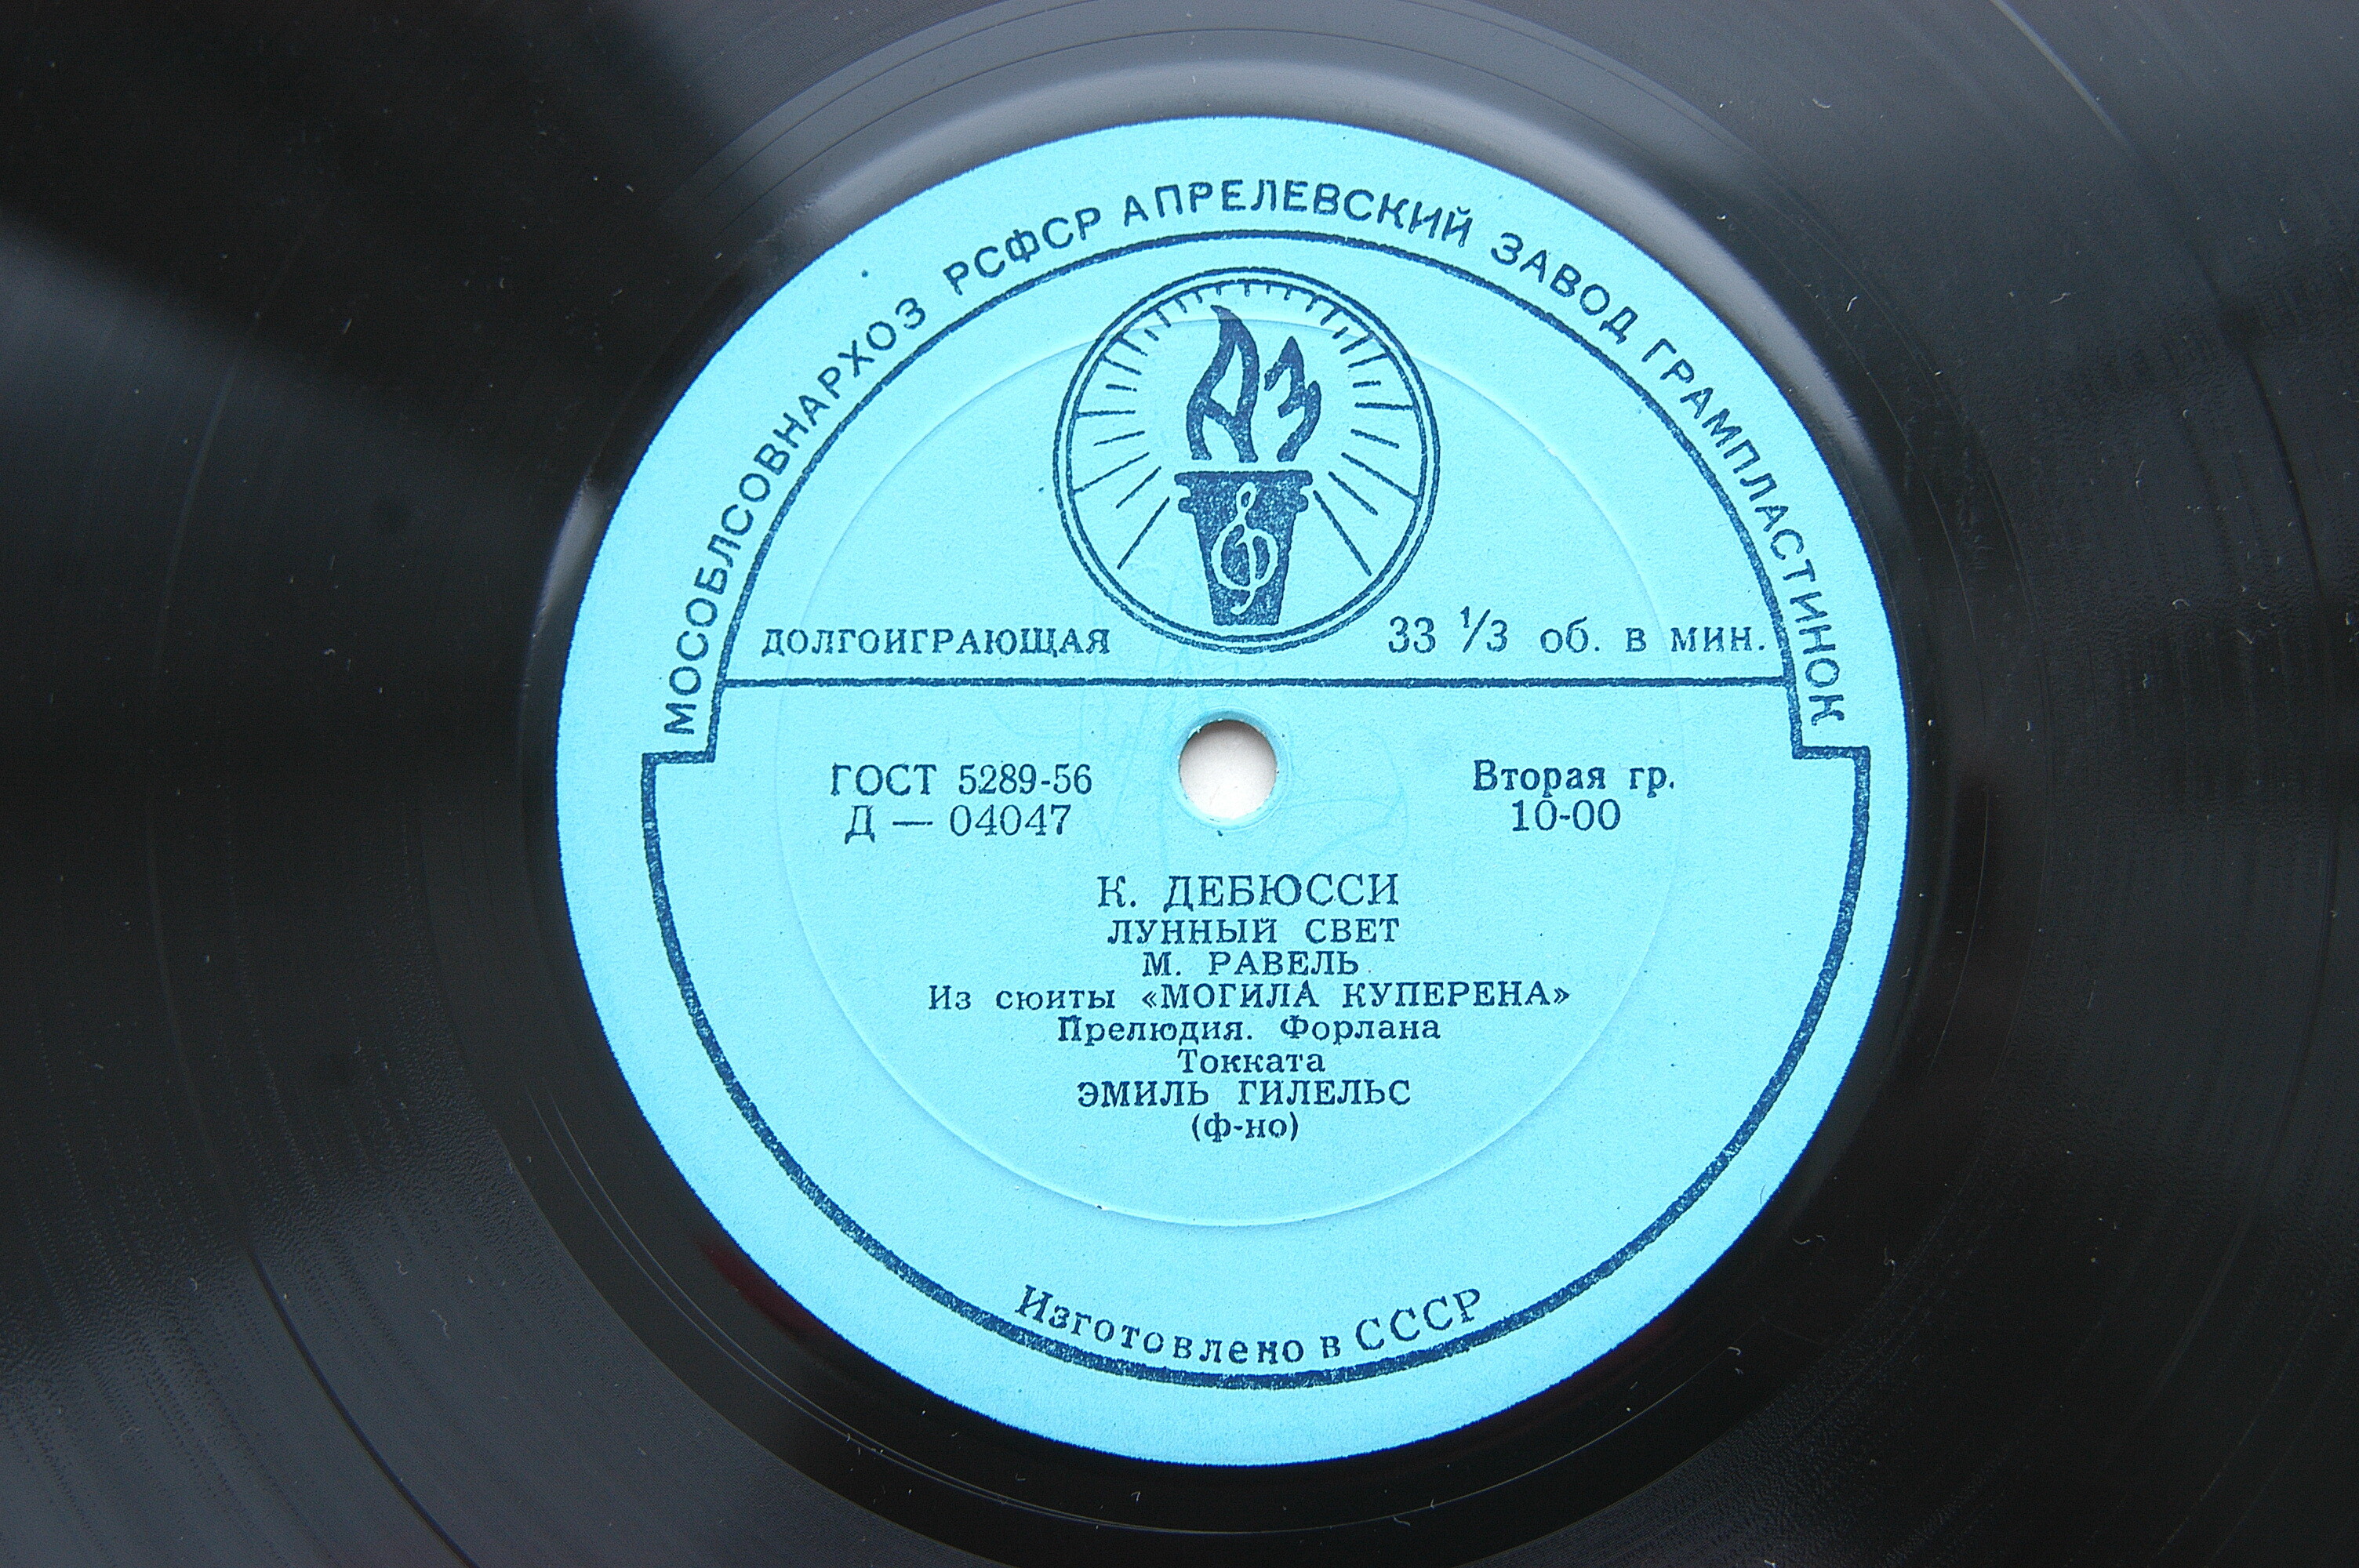 МОСОБЛСОВНАРХОЗ РСФСР АПРЕЛЕВСКИЙ ЗАВОД ГРАМПЛАСТИНОК
АЗ
ДОЛГОИГРАЮЩАЯ 33 1/3 об. в мин.
ГОСТ 5289-56 Вторая гр.
Д — 04047 10-00
К. ДЕБЮССИ
ЛУННЫЙ СВЕТ
М. РАВЕЛЬ
Из сюиты «МОГИЛА КУПЕРЕНА»
Прелюдия. Форлана
Токката
ЭМИЛЬ ГИЛЕЛЬС
(ф-но)
Изготовлено в СССР